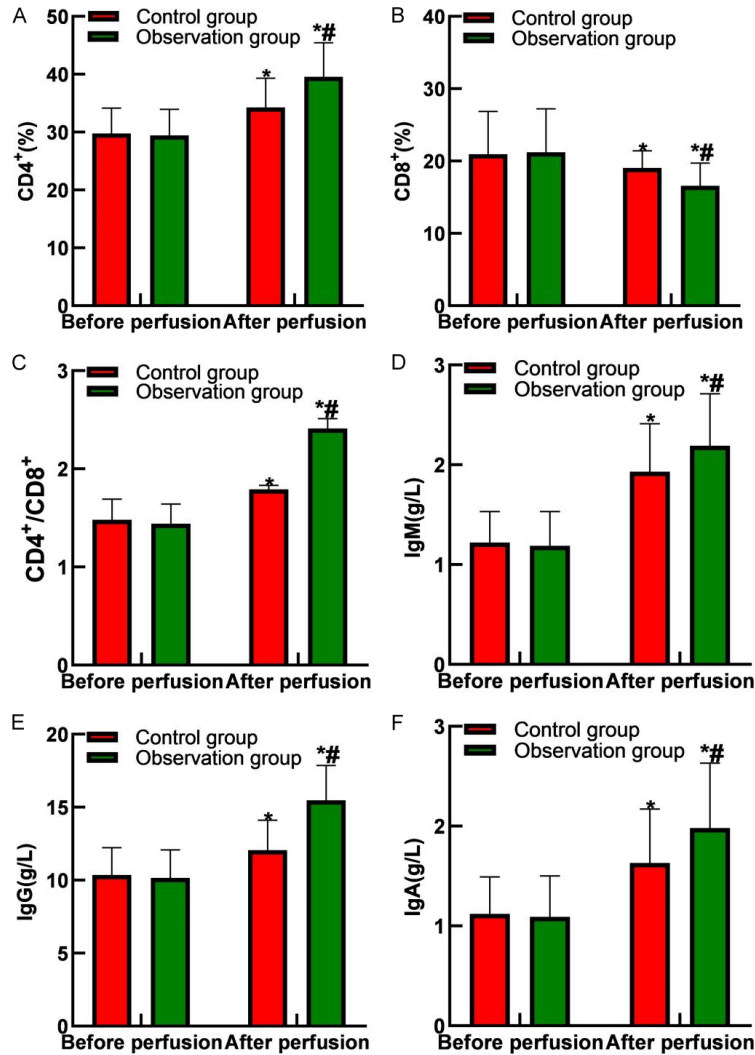 A
Control group
Observation group
CD4+(%)
50
40
30
20
10
0
*
*#
Before perfusion After perfusion
B
Control group
Observation group
CD8+(%)
40
30
20
10
0
*
*#
Before perfusion After perfusion
C
Control group
Observation group
CD4+/CD8+
3
2
1
0
*
*#
Before perfusion After perfusion
D
Control group
Observation group
IgM(g/L)
3
2
1
0
*
*#
Before perfusion After perfusion
E
Control group
Observation group
IgG(g/L)
20
15
10
5
0
*
*#
Before perfusion After perfusion
F
Control group
Observation group
IgA(g/L)
3
2
1
0
*
*#
Before perfusion After perfusion